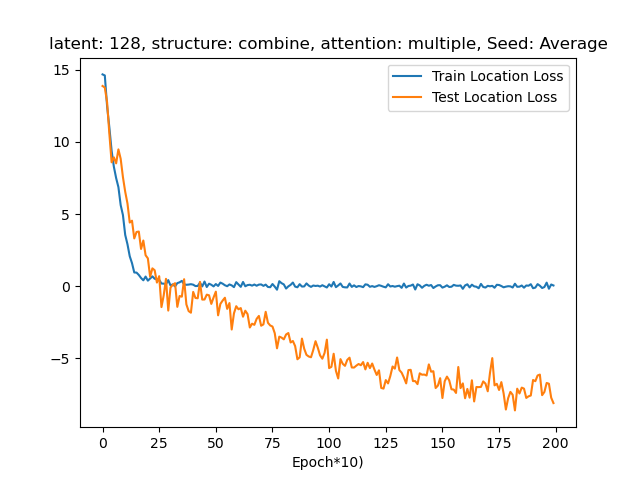 latent: 128, structure: combine, attention: multiple, Seed: Average
Train Location Loss
Test Location Loss
15
10
5
0
−5
0 25 50 75 100 125 150 175 200
Epoch*10)